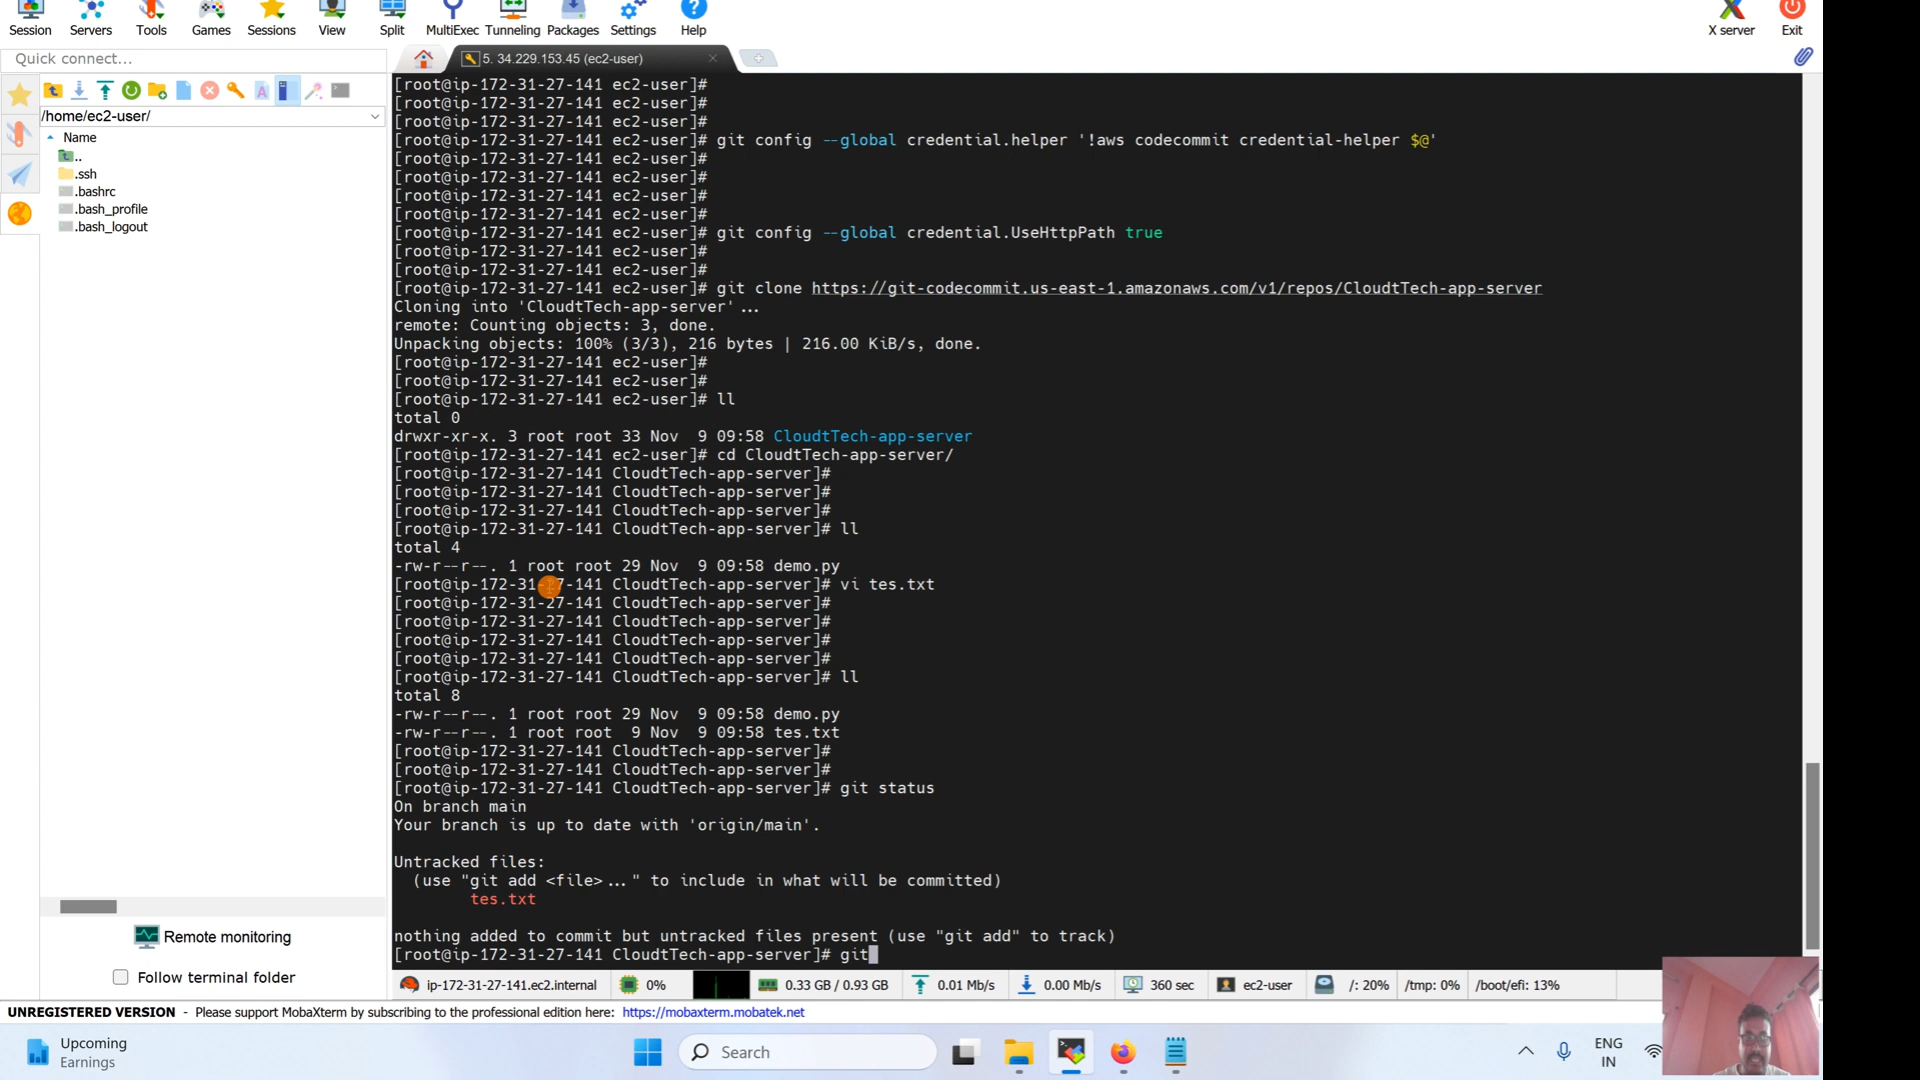 Session Servers Tools Games Sessions View Split MultiExec Tunneling Packages Settings Help X server Exit
Quick connect...
5. 34.229.153.45 (ec2-user)
/home/ec2-user/
Name
..
.ssh
.bashrc
.bash_profile
.bash_logout
[root@ip-172-31-27-141 ec2-user]#
[root@ip-172-31-27-141 ec2-user]#
[root@ip-172-31-27-141 ec2-user]#
[root@ip-172-31-27-141 ec2-user]# git config --global credential.helper '!aws codecommit credential-helper $@'
[root@ip-172-31-27-141 ec2-user]#
[root@ip-172-31-27-141 ec2-user]#
[root@ip-172-31-27-141 ec2-user]#
[root@ip-172-31-27-141 ec2-user]#
[root@ip-172-31-27-141 ec2-user]# git config --global credential.UseHttpPath true
[root@ip-172-31-27-141 ec2-user]#
[root@ip-172-31-27-141 ec2-user]#
[root@ip-172-31-27-141 ec2-user]# git clone https://git-codecommit.us-east-1.amazonaws.com/v1/repos/CloudtTech-app-server
Cloning into 'CloudtTech-app-server'...
remote: Counting objects: 3, done.
Unpacking objects: 100% (3/3), 216 bytes | 216.00 KiB/s, done.
[root@ip-172-31-27-141 ec2-user]#
[root@ip-172-31-27-141 ec2-user]#
[root@ip-172-31-27-141 ec2-user]# ll
total 0
drwxr-xr-x. 3 root root 33 Nov  9 09:58 CloudtTech-app-server
[root@ip-172-31-27-141 ec2-user]# cd CloudtTech-app-server/
[root@ip-172-31-27-141 CloudtTech-app-server]#
[root@ip-172-31-27-141 CloudtTech-app-server]#
[root@ip-172-31-27-141 CloudtTech-app-server]#
[root@ip-172-31-27-141 CloudtTech-app-server]# ll
total 4
-rw-r--r--. 1 root root 29 Nov  9 09:58 demo.py
[root@ip-172-31-27-141 CloudtTech-app-server]# vi tes.txt
[root@ip-172-31-27-141 CloudtTech-app-server]#
[root@ip-172-31-27-141 CloudtTech-app-server]#
[root@ip-172-31-27-141 CloudtTech-app-server]#
[root@ip-172-31-27-141 CloudtTech-app-server]#
[root@ip-172-31-27-141 CloudtTech-app-server]# ll
total 8
-rw-r--r--. 1 root root 29 Nov  9 09:58 demo.py
-rw-r--r--. 1 root root  9 Nov  9 09:58 tes.txt
[root@ip-172-31-27-141 CloudtTech-app-server]#
[root@ip-172-31-27-141 CloudtTech-app-server]#
[root@ip-172-31-27-141 CloudtTech-app-server]# git status
On branch main
Your branch is up to date with 'origin/main'.
Untracked files:
(use "git add <file>..." to include in what will be committed)
tes.txt
nothing added to commit but untracked files present (use "git add" to track)
[root@ip-172-31-27-141 CloudtTech-app-server]# git
Remote monitoring
Follow terminal folder
ip-172-31-27-141.ec2.internal 0% 0.33 GB / 0.93 GB 0.01 Mb/s 0.00 Mb/s 360 sec ec2-user /: 20% /tmp: 0% /boot/efi: 13%
UNREGISTERED VERSION - Please support MobaXterm by subscribing to the professional edition here: https://mobaxterm.mobatek.net
Upcoming
Earnings
Search
ENG
IN